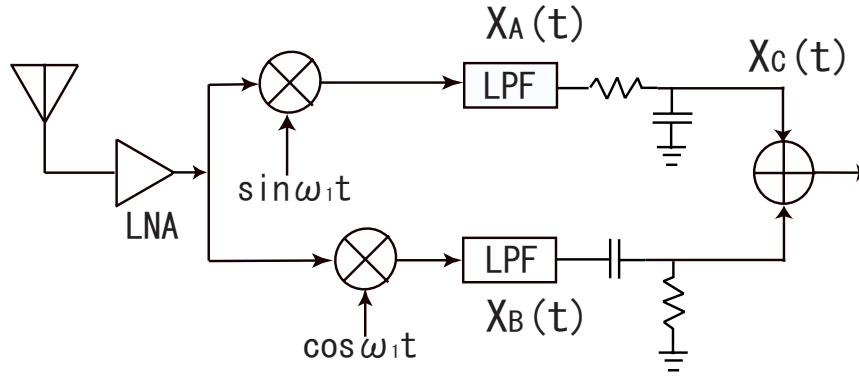 XA(t)
XC(t)
LPF
sinω₁t
LNA
LPF
XB(t)
cosω₁t